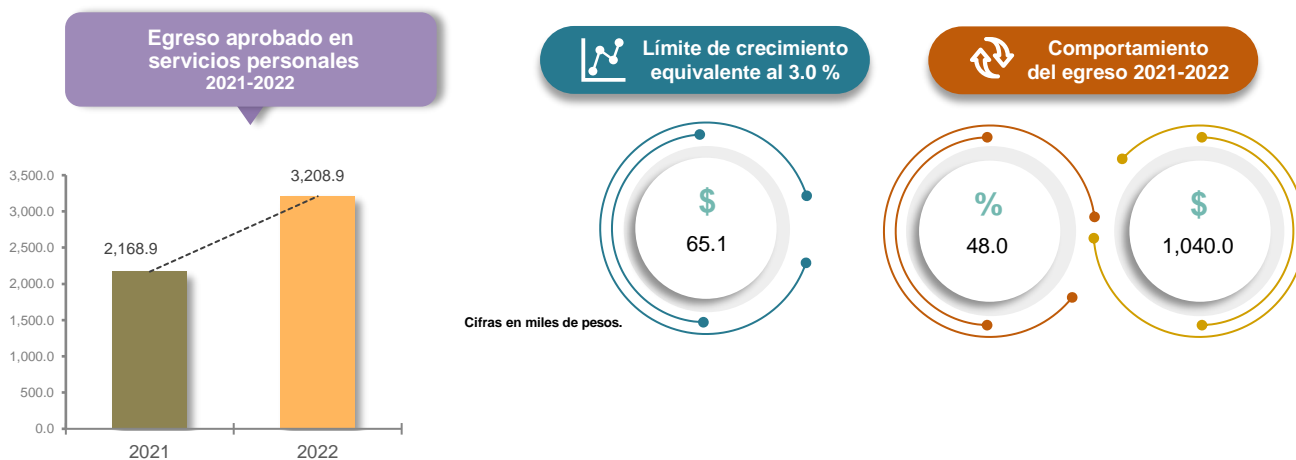 Egreso aprobado en
servicios personales
2021-2022
3,500.0
3,000.0
2,500.0
2,000.0
1,500.0
1,000.0
500.0
0.0
2,168.9
3,208.9
2021
2022
Límite de crecimiento
equivalente al 3.0 %
$
65.1
Cifras en miles de pesos.
Comportamiento
del egreso 2021-2022
%
48.0
$
1,040.0